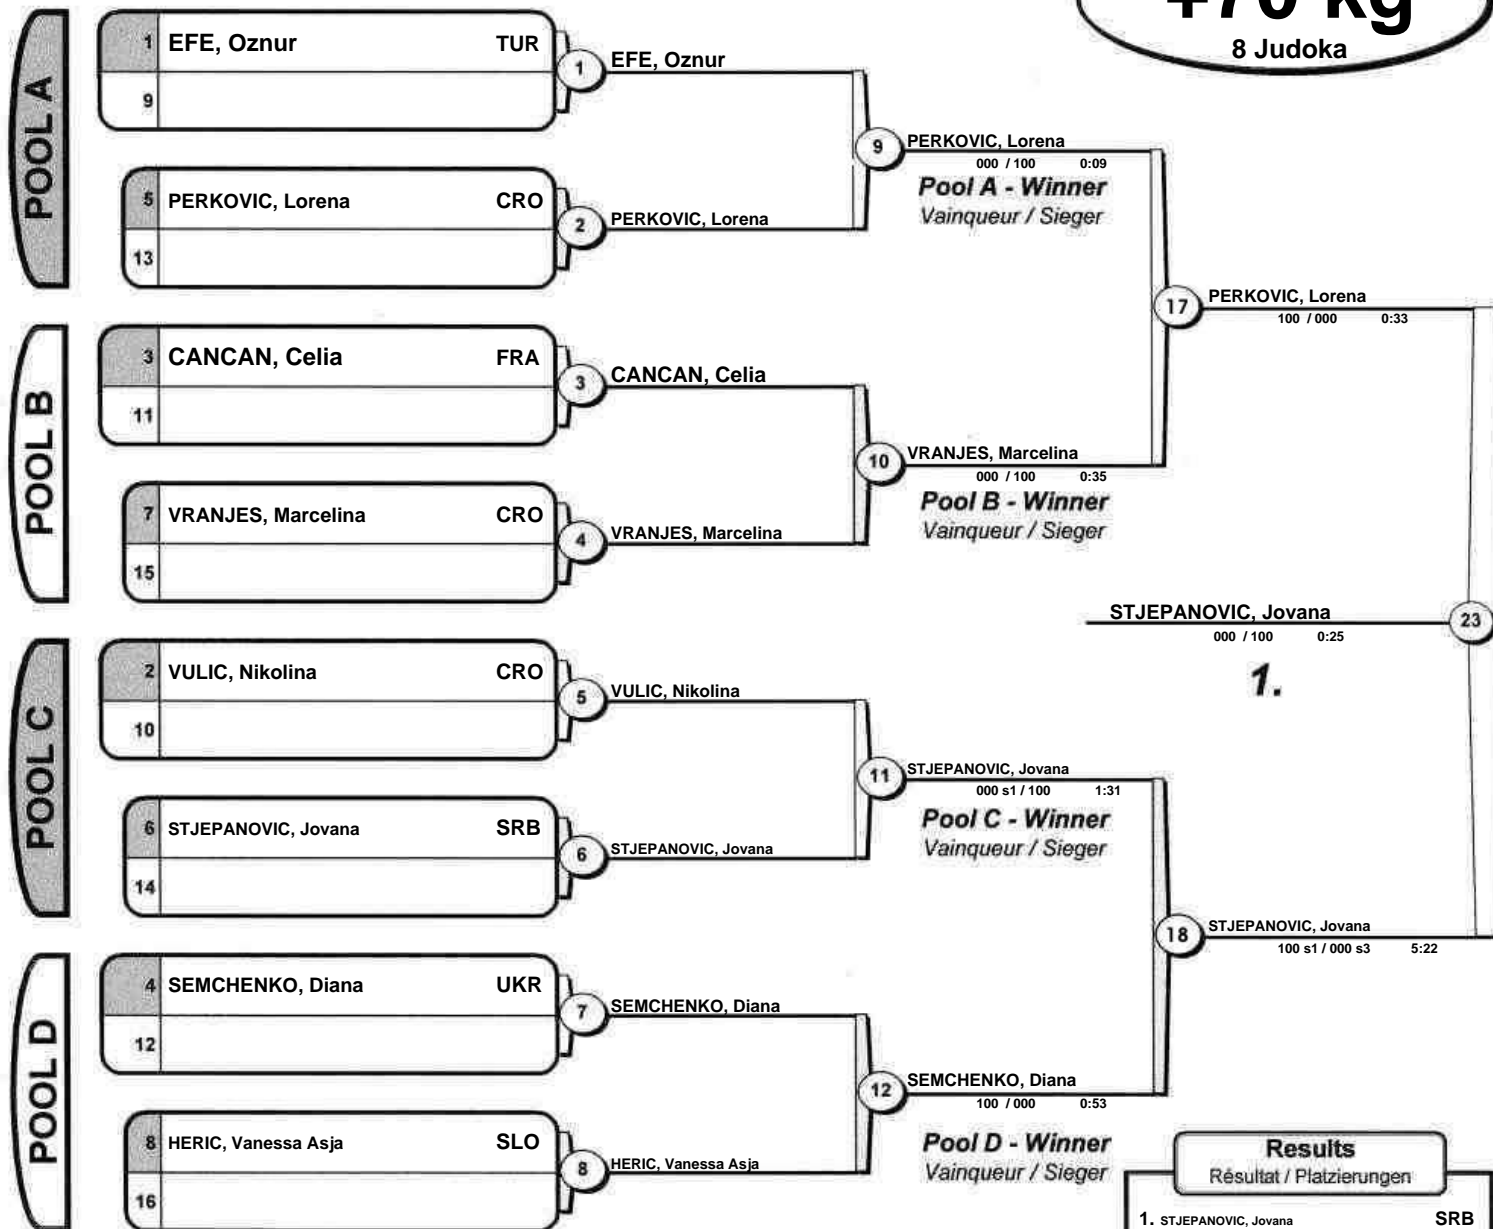 +70 kg
8 Judoka
POOL A
1 EFE, Oznur TUR
9
5 PERKOVIC, Lorena CRO
13
1 EFE, Oznur
2 PERKOVIC, Lorena
9 PERKOVIC, Lorena
000 / 100 0:09
Pool A - Winner
Vainqueur / Sieger
POOL B
3 CANCAN, Celia FRA
11
7 VRANJES, Marcelina CRO
15
3 CANCAN, Celia
4 VRANJES, Marcelina
10 VRANJES, Marcelina
000 / 100 0:35
Pool B - Winner
Vainqueur / Sieger
17 PERKOVIC, Lorena
100 / 000 0:33
STJEPANOVIC, Jovana 23
000 / 100 0:25
1.
POOL C
2 VULIC, Nikolina CRO
10
6 STJEPANOVIC, Jovana SRB
14
5 VULIC, Nikolina
6 STJEPANOVIC, Jovana
11 STJEPANOVIC, Jovana
000 s1 / 100 1:31
Pool C - Winner
Vainqueur / Sieger
18 STJEPANOVIC, Jovana
100 s1 / 000 s3 5:22
POOL D
4 SEMCHENKO, Diana UKR
12
8 HERIC, Vanessa Asja SLO
16
7 SEMCHENKO, Diana
8 HERIC, Vanessa Asja
12 SEMCHENKO, Diana
100 / 000 0:53
Pool D - Winner
Vainqueur / Sieger
Results
Résultat / Platzierungen
1. STJEPANOVIC, Jovana SRB